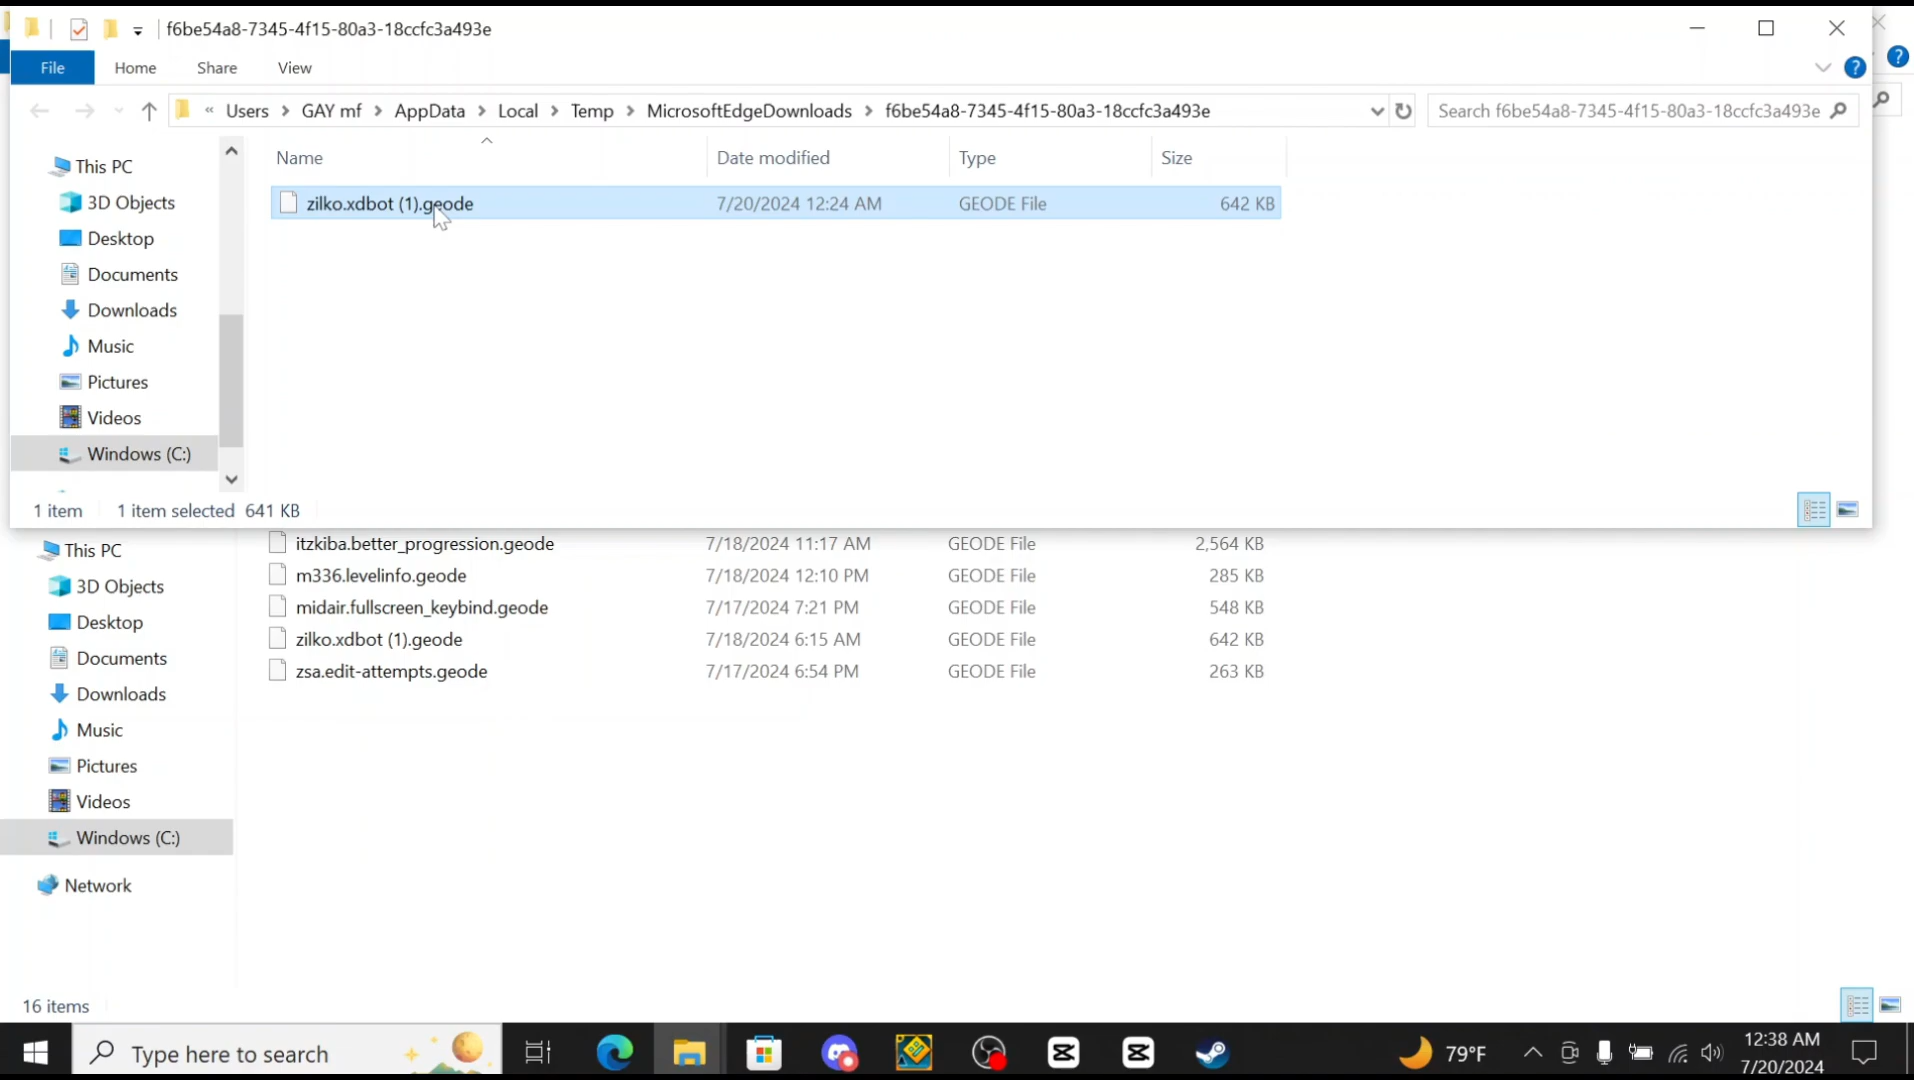 f6be54a8-7345-4f15-80a3-18ccfc3a493e
File Home Share View
« Users > GAY mf > AppData > Local > Temp > MicrosoftEdgeDownloads > f6be54a8-7345-4f15-80a3-18ccfc3a493e
Search f6be54a8-7345-4f15-80a3-18ccfc3a493e
Name Date modified Type Size
zilko.xdbot (1).geode 7/20/2024 12:24 AM GEODE File 642 KB
This PC
3D Objects
Desktop
Documents
Downloads
Music
Pictures
Videos
Windows (C:)
1 item 1 item selected 641 KB
itzkiba.better_progression.geode 7/18/2024 11:17 AM GEODE File 2,564 KB
m336.levelinfo.geode 7/18/2024 12:10 PM GEODE File 285 KB
midair.fullscreen_keybind.geode 7/17/2024 7:21 PM GEODE File 548 KB
zilko.xdbot (1).geode 7/18/2024 6:15 AM GEODE File 642 KB
zsa.edit-attempts.geode 7/17/2024 6:54 PM GEODE File 263 KB
This PC
3D Objects
Desktop
Documents
Downloads
Music
Pictures
Videos
Windows (C:)
Network
16 items
Type here to search
79°F
12:38 AM
7/20/2024